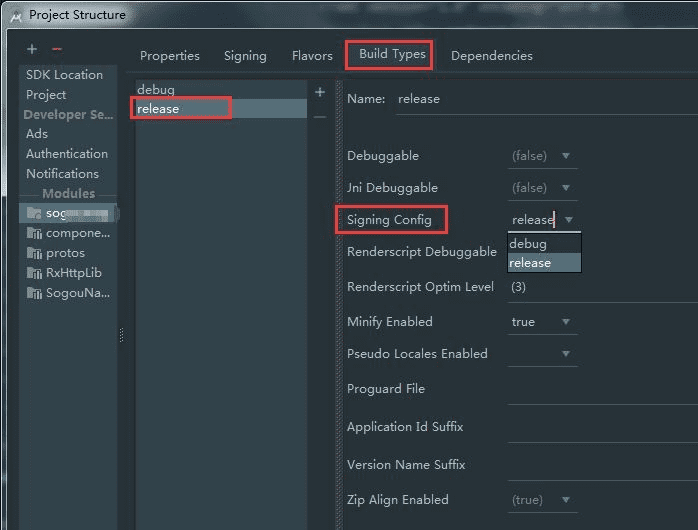 Project Structure
Properties Signing Flavors Build Types Dependencies
SDK Location
Project
Developer Se...
Ads
Authentication
Notifications
Modules
compone...
protos
RxHttpLib
SogouNa...
debug
release
Name: release
Debuggable (false)
Jni Debuggable (false)
Signing Config release
debug
release
Renderscript Debuggable
Renderscript Optim Level (3)
Minify Enabled true
Pseudo Locales Enabled
Proguard File
Application Id Suffix
Version Name Suffix
Zip Align Enabled (true)